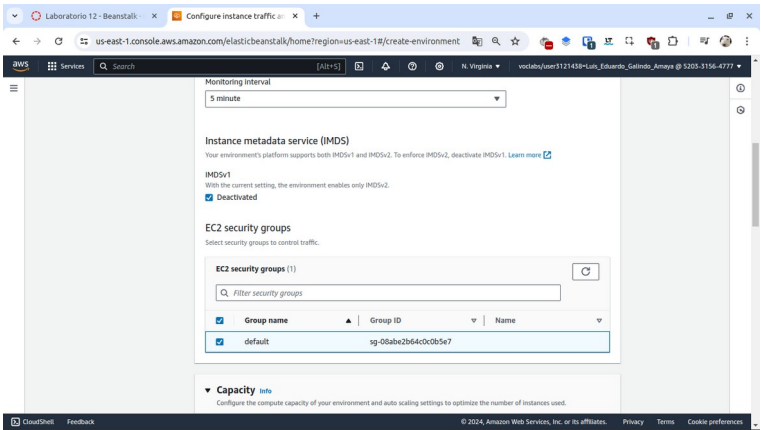 Laboratorio 12 - Beanstalk
Configure instance traffic an
us-east-1.console.aws.amazon.com/elasticbeanstalk/home?region=us-east-1#/create-environment
aws
Services
Search
[Alt+S]
N. Virginia
voclabs/user3121438=Luis_Eduardo_Galindo_Amaya @ 5203-3156-4777
Monitoring interval
5 minute
Instance metadata service (IMDS)
Your environment's platform supports both IMDSv1 and IMDSv2. To enforce IMDSv2, deactivate IMDSv1. Learn more
IMDSv1
With the current setting, the environment enables only IMDSv2.
Deactivated
EC2 security groups
Select security groups to control traffic.
EC2 security groups (1)
Filter security groups
Group name Group ID Name
default sg-08abe2b64c0c0b5e7
Capacity Info
Configure the compute capacity of your environment and auto scaling settings to optimize the number of instances used.
CloudShell Feedback © 2024, Amazon Web Services, Inc. or its affiliates. Privacy Terms Cookie preferences